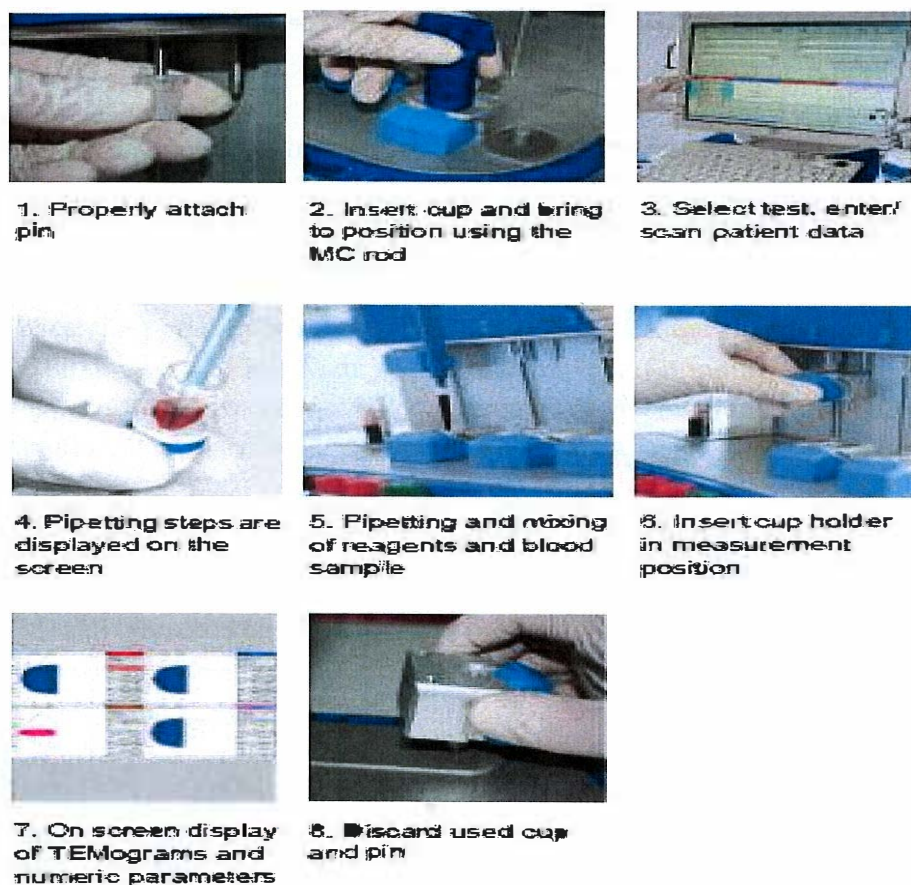 1. Properly attach
pin
2. Insert cup and bring
to position using the
MC rod
3. Select test, enter/
scan patient data
4. Pipetting steps are
displayed on the
screen
5. Pipetting and mixing
of reagents and blood
sample
6. Insert cup holder
in measurement
position
7. On screen display
of TEMograms and
numeric parameters
8. Discard used cup
and pin